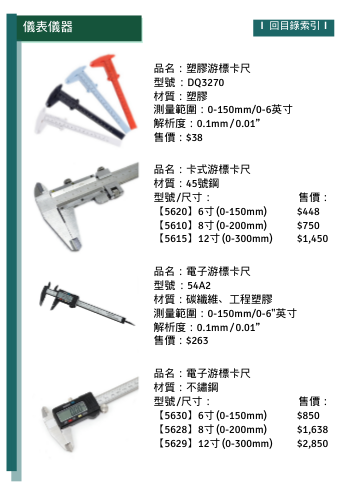 儀表儀器
回目錄索引
品名：塑膠游標卡尺
型號：DQ3270
材質：塑膠
測量範圍：0-150mm/0-6英寸
解析度：0.1mm/0.01”
售價：$38
品名：卡式游標卡尺
材質：45號鋼
型號/尺寸： 售價：
【5620】6寸(0-150mm) $448
【5610】8寸(0-200mm) $750
【5615】12寸(0-300mm) $1,450
品名：電子游標卡尺
型號：54A2
材質：碳纖維、工程塑膠
測量範圍：0-150mm/0-6"英寸
解析度：0.1mm/0.01”
售價：$263
品名：電子游標卡尺
材質：不鏽鋼
型號/尺寸： 售價：
【5630】6寸(0-150mm) $850
【5628】8寸(0-200mm) $1,638
【5629】12寸(0-300mm) $2,850